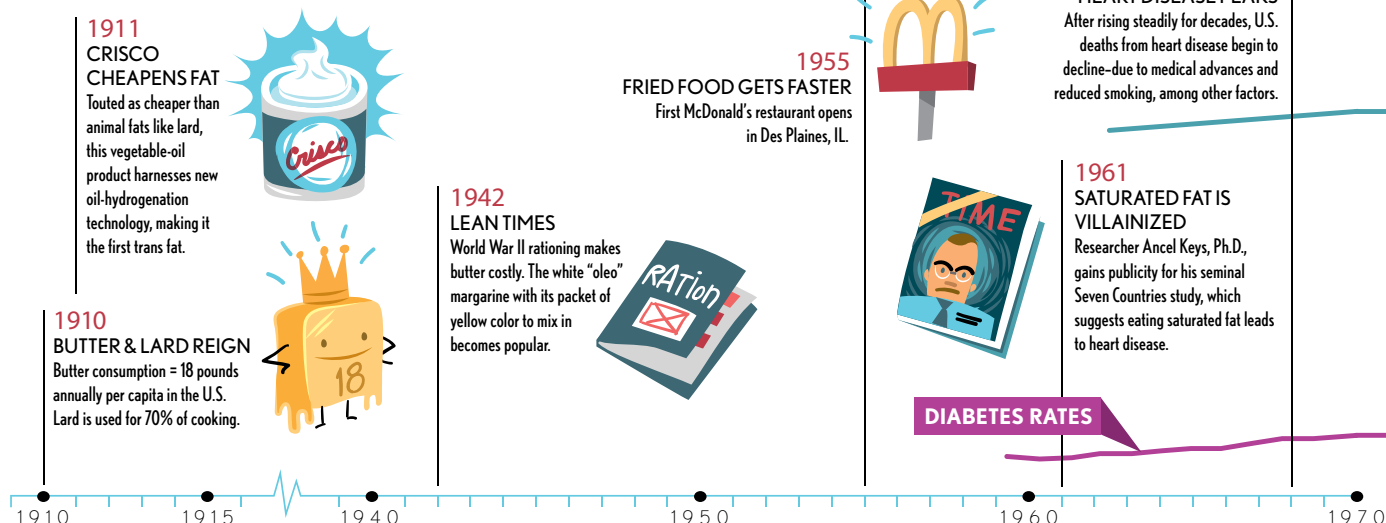 1911
CRISCO
CHEAPENS FAT
Touted as cheaper than
animal fats like lard,
this vegetable-oil
product harnesses new
oil-hydrogenation
technology, making it
the first trans fat.
Crisco
1910
BUTTER & LARD REIGN
Butter consumption = 18 pounds
annually per capita in the U.S.
Lard is used for 70% of cooking.
18
1942
LEAN TIMES
World War II rationing makes
butter costly. The white “oleo”
margarine with its packet of
yellow color to mix in
becomes popular.
RATion
1955
FRIED FOOD GETS FASTER
First McDonald’s restaurant opens
in Des Plaines, IL.
HEART DISEASE PEAKS
After rising steadily for decades, U.S.
deaths from heart disease begin to
decline–due to medical advances and
reduced smoking, among other factors.
TIME
1961
SATURATED FAT IS
VILLAINIZED
Researcher Ancel Keys, Ph.D.,
gains publicity for his seminal
Seven Countries study, which
suggests eating saturated fat leads
to heart disease.
DIABETES RATES
1910 1915 1940 1950 1960 1970